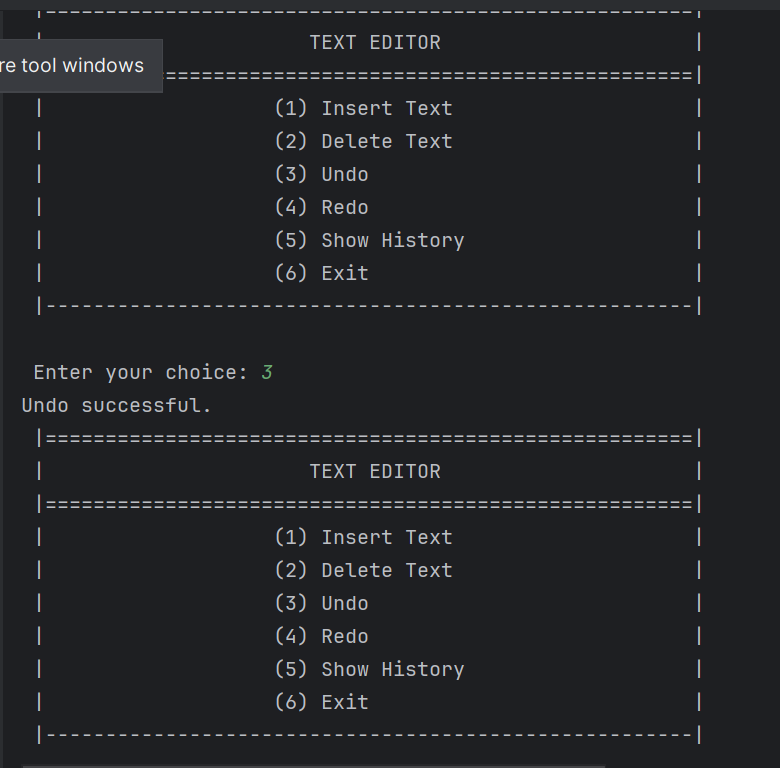 |======================================================|
| TEXT EDITOR |
re tool windows
======================================================|
| (1) Insert Text |
| (2) Delete Text |
| (3) Undo |
| (4) Redo |
| (5) Show History |
| (6) Exit |
|------------------------------------------------------|
Enter your choice: 3
Undo successful.
|======================================================|
| TEXT EDITOR |
|======================================================|
| (1) Insert Text |
| (2) Delete Text |
| (3) Undo |
| (4) Redo |
| (5) Show History |
| (6) Exit |
|------------------------------------------------------|